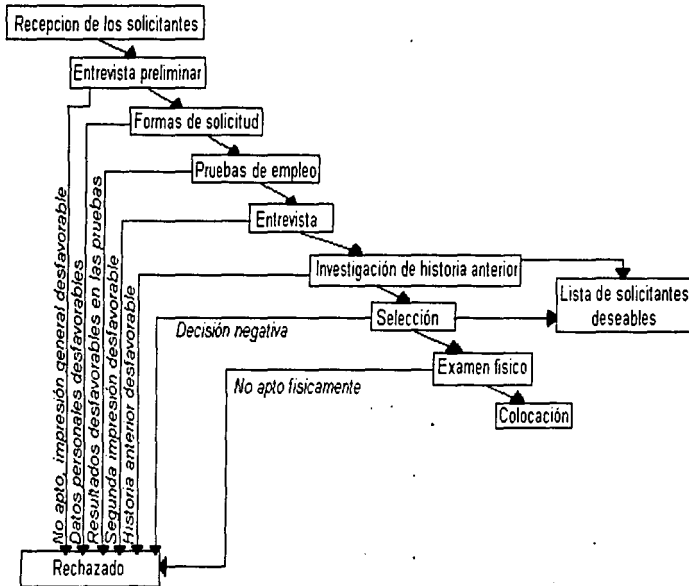 Recepcion de los solicitantes
Entrevista preliminar
Formas de solicitud
Pruebas de empleo
Entrevista
Investigación de historia anterior
Lista de solicitantes
deseables
Selección
Examen fisico
Colocación
Decisión negativa
No apto fisicamente
No apto, impresión general desfavorable
Datos personales desfavorables
Resultados desfavorables en las pruebas
Segunda impresión desfavorable
Historia anterior desfavorable
Rechazado